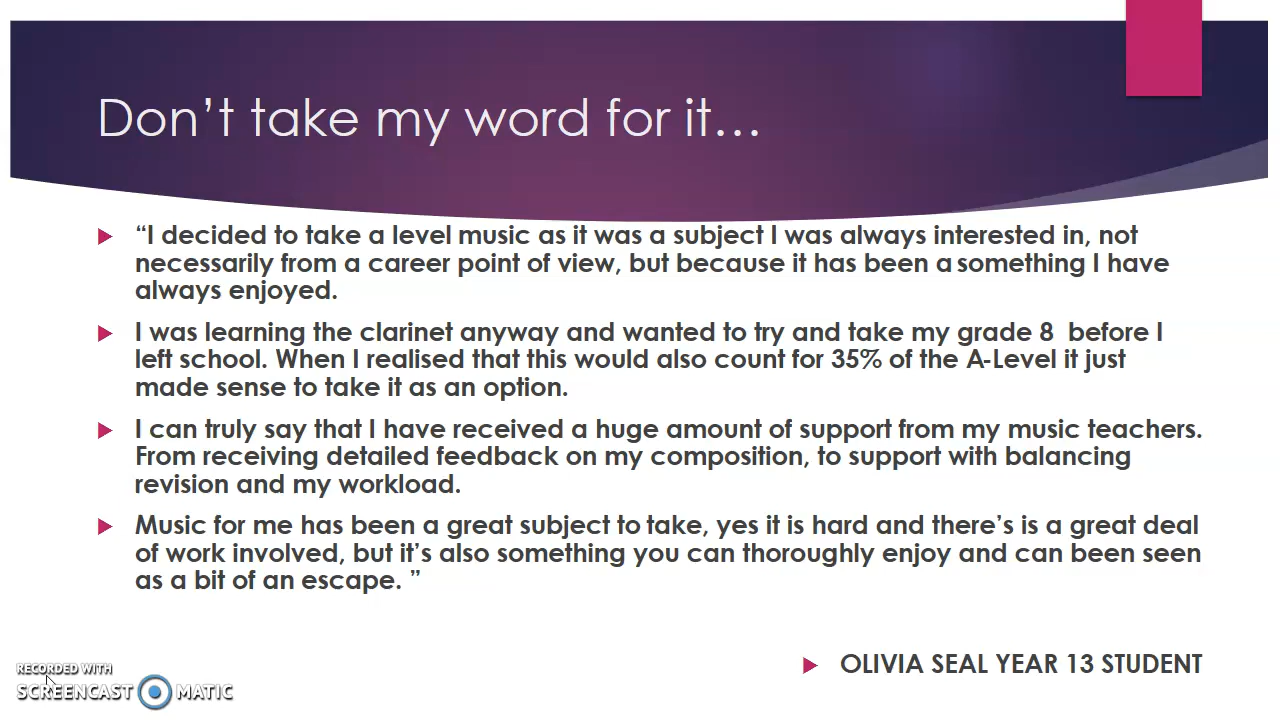 Don’t take my word for it…
“I decided to take a level music as it was a subject I was always interested in, not
necessarily from a career point of view, but because it has been a something I have
always enjoyed.
I was learning the clarinet anyway and wanted to try and take my grade 8 before I
left school. When I realised that this would also count for 35% of the A-Level it just
made sense to take it as an option.
I can truly say that I have received a huge amount of support from my music teachers.
From receiving detailed feedback on my composition, to support with balancing
revision and my workload.
Music for me has been a great subject to take, yes it is hard and there’s is a great deal
of work involved, but it’s also something you can thoroughly enjoy and can been seen
as a bit of an escape. ”
OLIVIA SEAL YEAR 13 STUDENT
RECORDED WITH
SCREENCAST MATIC